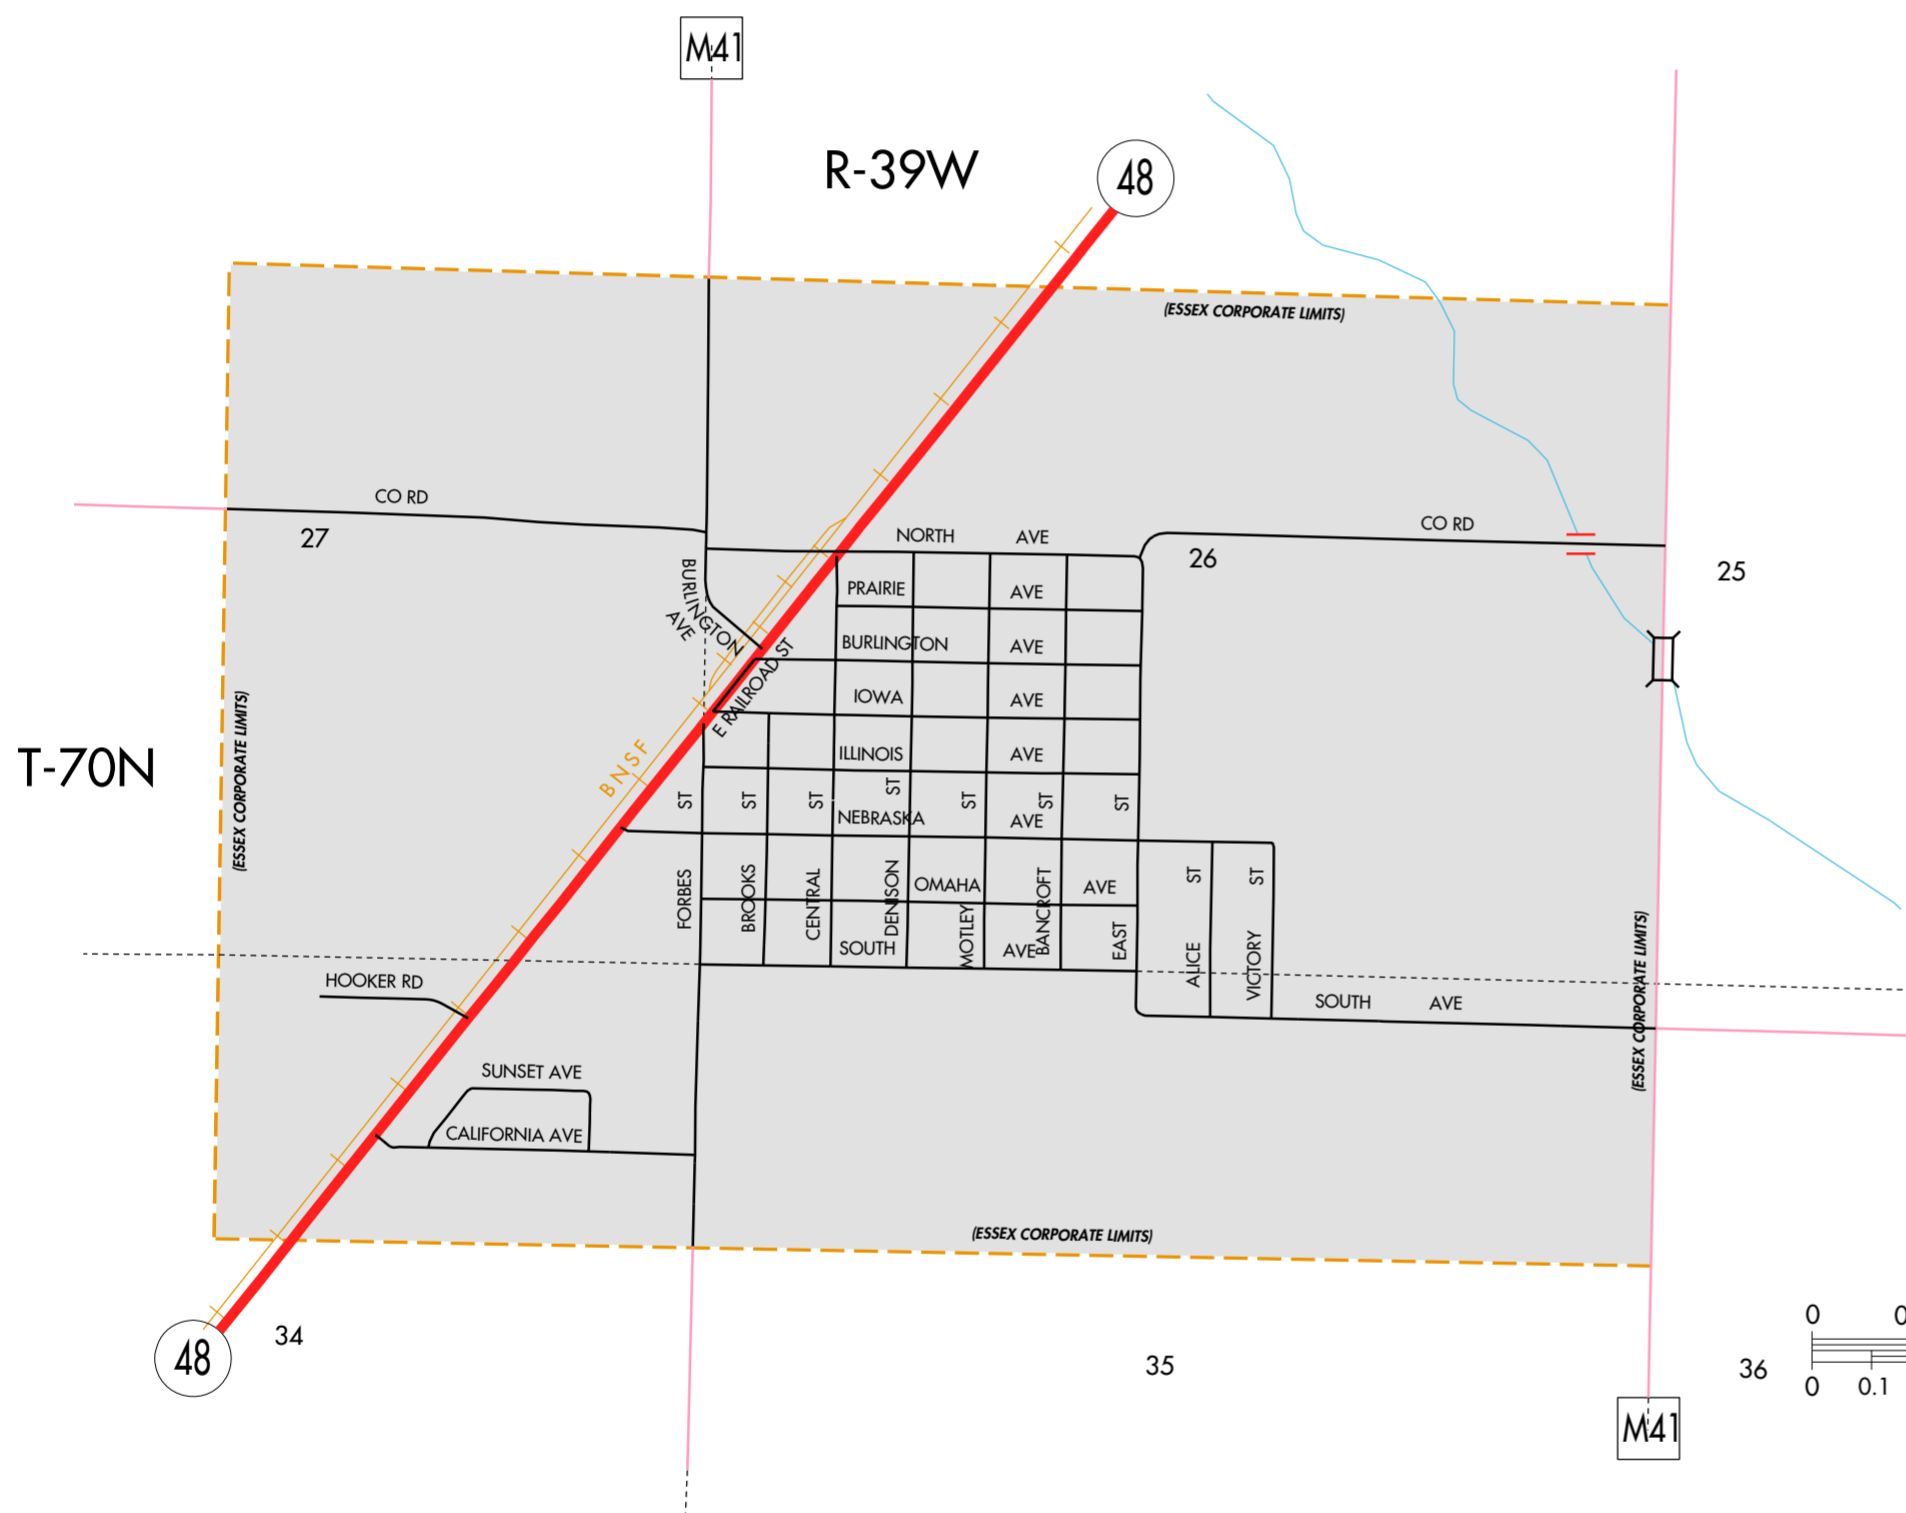 M41
R-39W
48
(ESSEX CORPORATE LIMITS)
CO RD
27
NORTH AVE
CO RD
26
25
BURLINGTON AVE
PRAIRIE AVE
BURLINGTON AVE
E RAILROAD ST
IOWA AVE
(ESSEX CORPORATE LIMITS)
T-70N
BNSF
ILLINOIS AVE
NEBRASKA AVE
FORBES ST
BROOKS ST
CENTRAL ST
DENISON ST
MOTLEY ST
BANCROFT ST
EAST ST
ALICE ST
VICTORY ST
OMAHA AVE
SOUTH AVE
HOOKER RD
SOUTH AVE
(ESSEX CORPORATE LIMITS)
SUNSET AVE
CALIFORNIA AVE
(ESSEX CORPORATE LIMITS)
48
34
35
36
0 0
0 0.1
M41